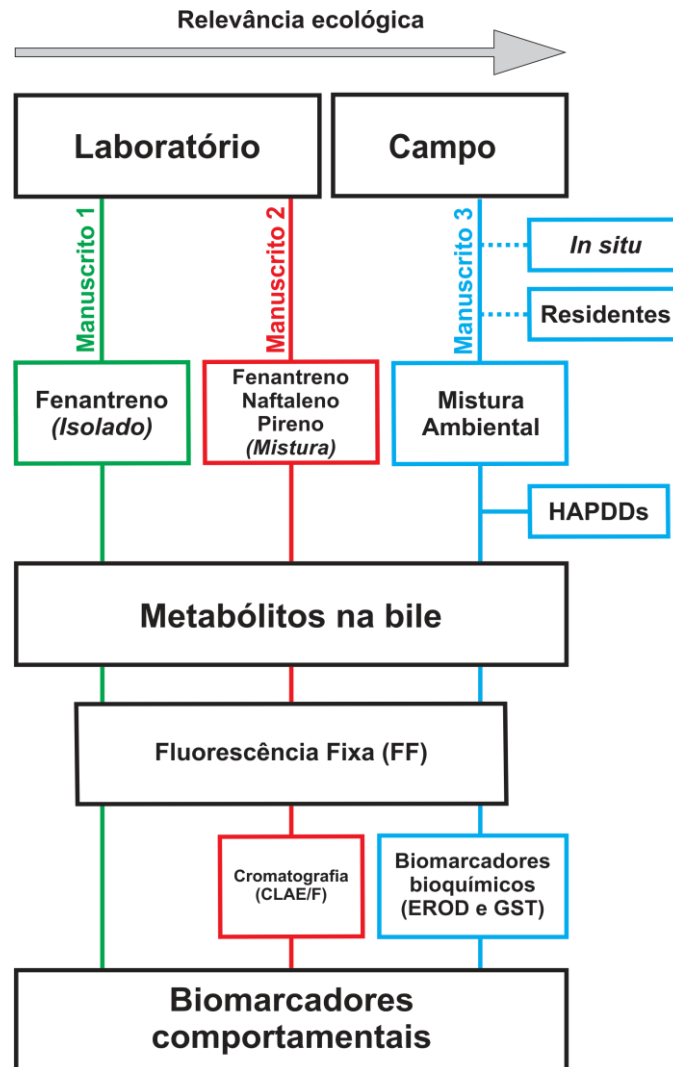 Relevância ecológica
Laboratório
Campo
Manuscrito 1
Manuscrito 2
Manuscrito 3
In situ
Residentes
Fenantreno
(Isolado)
Fenantreno
Naftaleno
Pireno
(Mistura)
Mistura
Ambiental
HAPDDs
Metabólitos na bile
Fluorescência Fixa (FF)
Cromatografia
(CLAE/F)
Biomarcadores
bioquímicos
(EROD e GST)
Biomarcadores
comportamentais